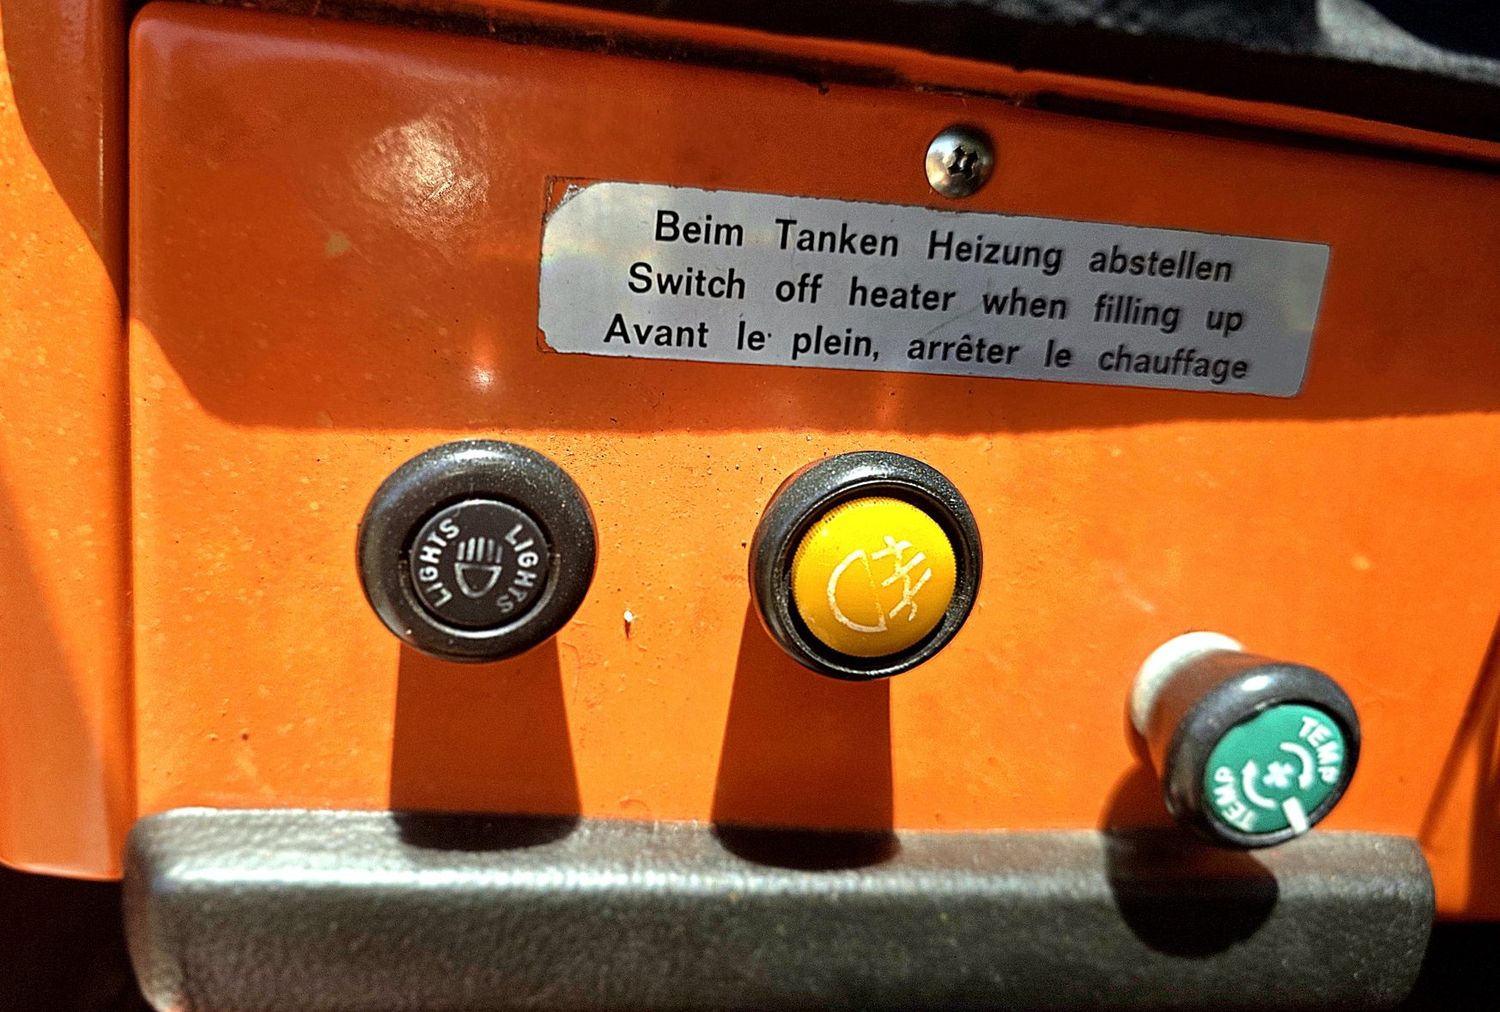 Beim Tanken Heizung abstellen
Switch off heater when filling up
Avant le plein, arrêter le chauffage
LIGHTS LIGHTS
TEMP
TEMP